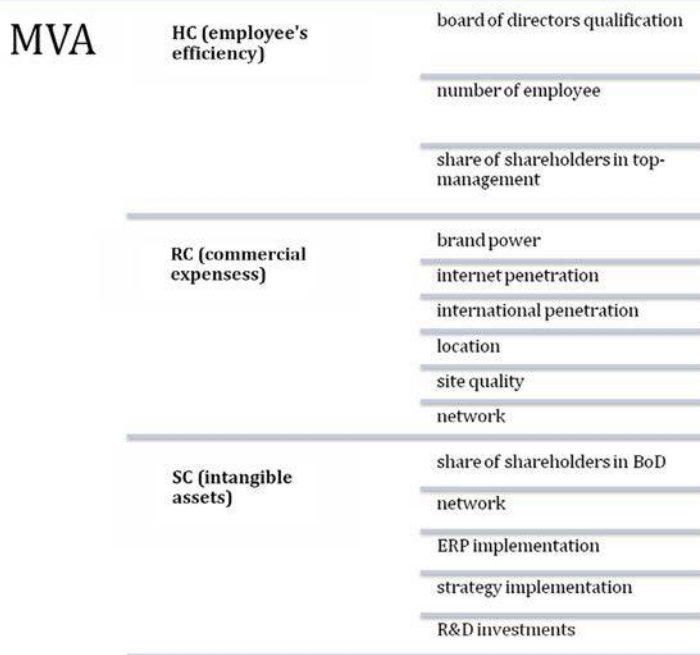 MVA
HC (employee's
efficiency)
board of directors qualification
number of employee
share of shareholders in top-
management
RC (commercial
expensess)
brand power
internet penetration
international penetration
location
site quality
network
SC (intangible
assets)
share of shareholders in BoD
network
ERP implementation
strategy implementation
R&D investments